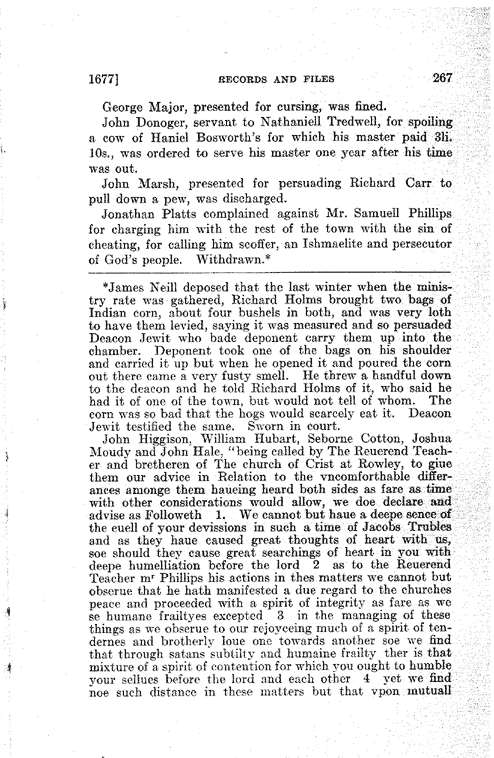 1677] RECORDS AND FILES 267
George Major, presented for cursing, was fined.
John Donoger, servant to Nathaniell Tredwell, for spoiling
a cow of Haniel Bosworth's for which his master paid 3li.
10s., was ordered to serve his master one year after his time
was out.
John Marsh, presented for persuading Richard Carr to
pull down a pew, was discharged.
Jonathan Platts complained against Mr. Samuell Phillips
for charging him with the rest of the town with the sin of
cheating, for calling him scoffer, an Ishmaelite and persecutor
of God's people. Withdrawn.*
*James Neill deposed that the last winter when the minis-
try rate was gathered, Richard Holms brought two bags of
Indian corn, about four bushels in both, and was very loth
to have them levied, saying it was measured and so persuaded
Deacon Jewit who bade deponent carry them up into the
chamber. Deponent took one of the bags on his shoulder
and carried it up but when he opened it and poured the corn
out there came a very fusty smell. He threw a handful down
to the deacon and he told Richard Holms of it, who said he
had it of one of the town, but would not tell of whom. The
corn was so bad that the hogs would scarcely eat it. Deacon
Jewit testified the same. Sworn in court.
John Higgison, William Hubart, Seborne Cotton, Joshua
Moudy and John Hale, "being called by The Reuerend Teach-
er and bretheren of The church of Crist at Rowley, to giue
them our advice in Relation to the vncomforthable differ-
ances amonge them haueing heard both sides as fare as time
with other considerations would allow, we doe declare and
advise as Followeth 1. We cannot but haue a deepe sence of
the euell of your devissions in such a time of Jacobs Trubles
and as they haue caused great thoughts of heart with us,
soe should they cause great searchings of heart in you with
deepe humelliation before the lord 2 as to the Reuerend
Teacher mr Phillips his actions in thes matters we cannot but
obserue that he hath manifested a due regard to the churches
peace and proceeded with a spirit of integrity as fare as we
se humane frailtyes excepted 3 in the managing of these
things as we obserue to our rejoyceing much of a spirit of ten-
dernes and brotherly loue one towards another soe we find
that through satans subtilty and humaine frailty ther is that
mixture of a spirit of contention for which you ought to humble
your sellues before the lord and each other 4 yet we find
noe such distance in these matters but that vpon mutuall